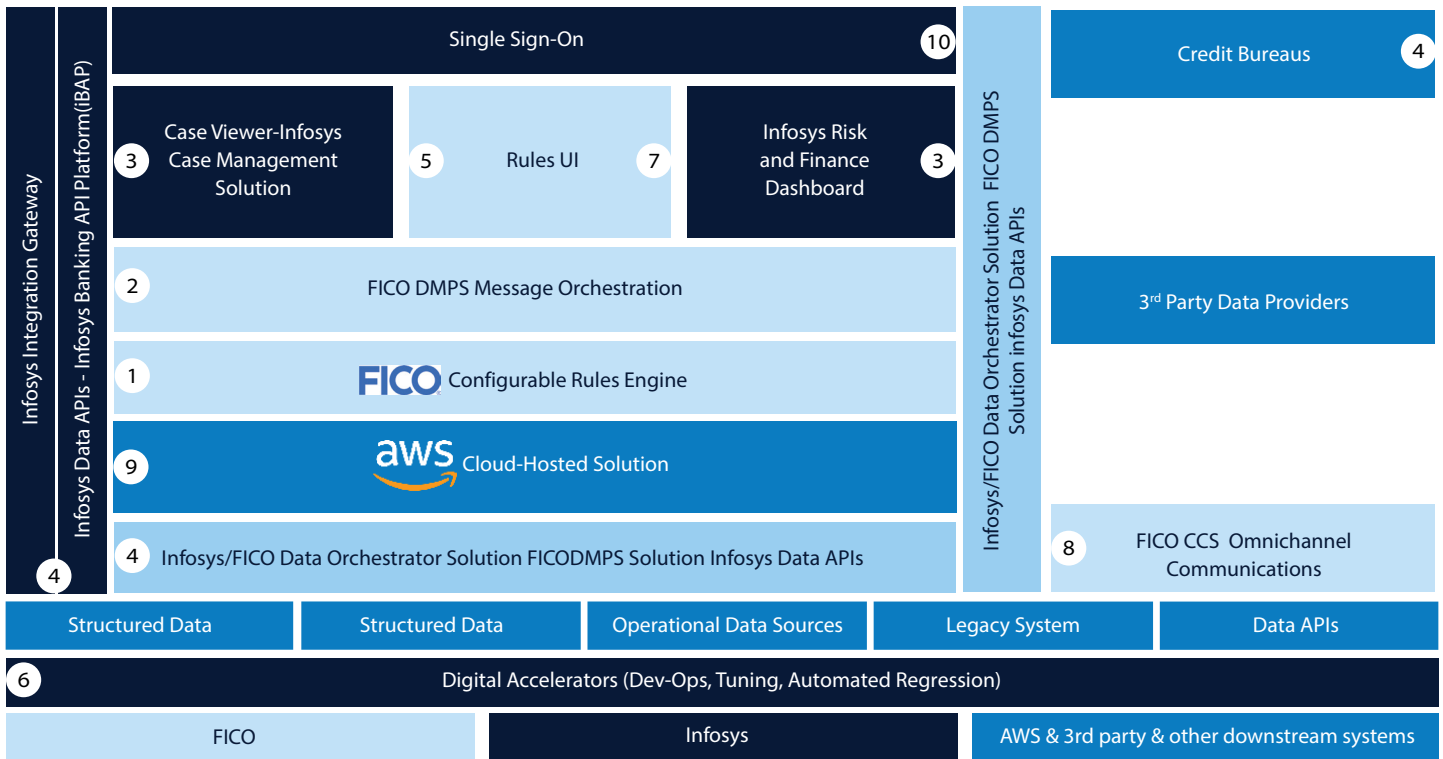 Infosys Integration Gateway
Infosys Data APIs - Infosys Banking API Platform(iBAP)
4
Single Sign-On
10
3
Case Viewer-Infosys
Case Management
Solution
5
Rules UI
7
Infosys Risk
and Finance
Dashboard
3
2
FICO DMPS Message Orchestration
1
FICO Configurable Rules Engine
9
aws Cloud-Hosted Solution
4
Infosys/FICO Data Orchestrator Solution FICODMPS Solution Infosys Data APIs
Infosys/FICO Data Orchestrator Solution FICO DMPS
Solution infosys Data APIs
Credit Bureaus
4
3rd Party Data Providers
8
FICO CCS Omnichannel
Communications
Structured Data
Structured Data
Operational Data Sources
Legacy System
Data APIs
6
Digital Accelerators (Dev-Ops, Tuning, Automated Regression)
FICO
Infosys
AWS & 3rd party & other downstream systems